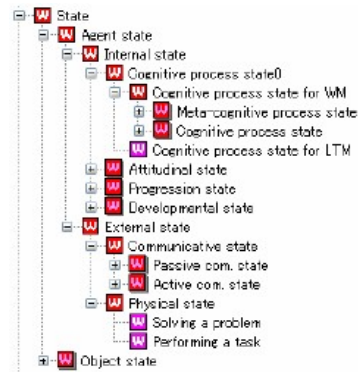 State
Agent state
Internal state
Cognitive process state0
Cognitive process state for WM
Meta-cognitive process state
Cognitive process state
Cognitive process state for LTM
Attitudinal state
Progression state
Developmental state
External state
Communicative state
Passive com. state
Active com. state
Physical state
Solving a problem
Performing a task
Object state